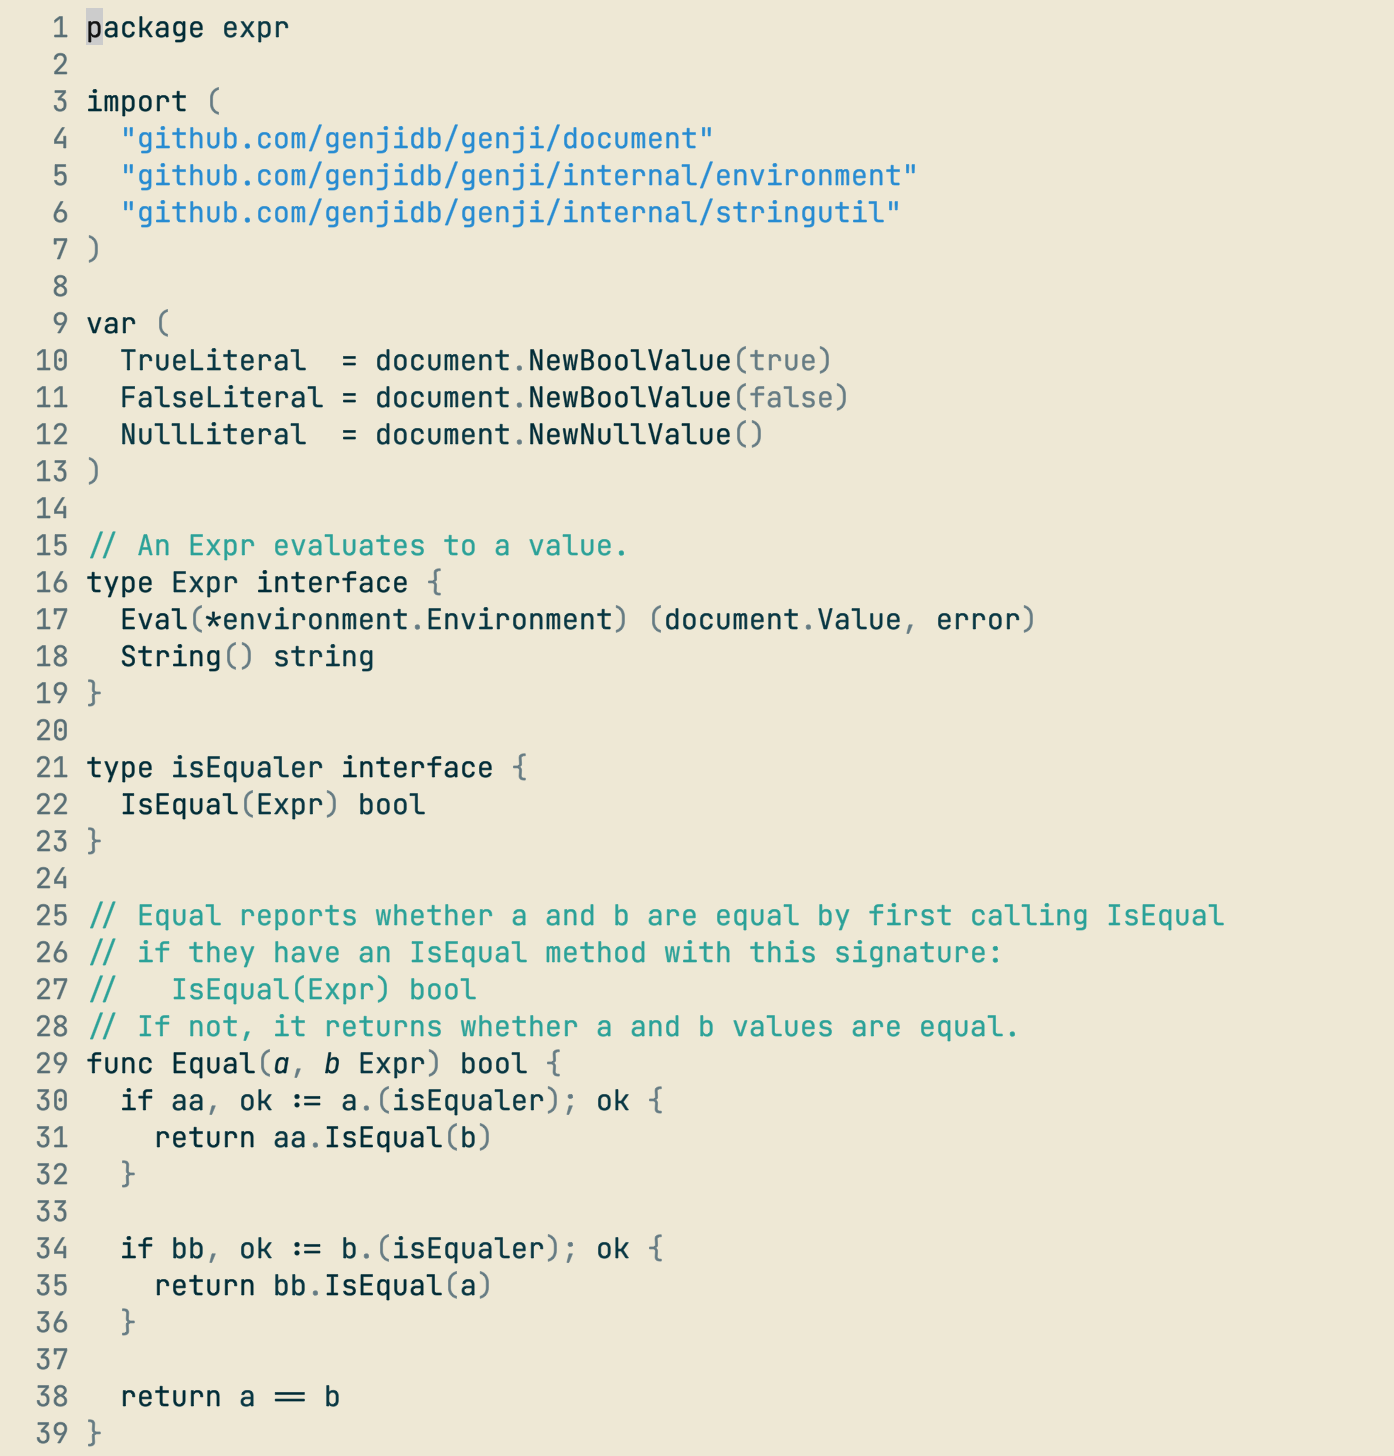 1 package expr
2
3 import (
4   "github.com/genjidb/genji/document"
5   "github.com/genjidb/genji/internal/environment"
6   "github.com/genjidb/genji/internal/stringutil"
7 )
8
9 var (
10   TrueLiteral  = document.NewBoolValue(true)
11   FalseLiteral = document.NewBoolValue(false)
12   NullLiteral  = document.NewNullValue()
13 )
14
15 // An Expr evaluates to a value.
16 type Expr interface {
17   Eval(*environment.Environment) (document.Value, error)
18   String() string
19 }
20
21 type isEqualer interface {
22   IsEqual(Expr) bool
23 }
24
25 // Equal reports whether a and b are equal by first calling IsEqual
26 // if they have an IsEqual method with this signature:
27 //   IsEqual(Expr) bool
28 // If not, it returns whether a and b values are equal.
29 func Equal(a, b Expr) bool {
30   if aa, ok := a.(isEqualer); ok {
31     return aa.IsEqual(b)
32   }
33
34   if bb, ok := b.(isEqualer); ok {
35     return bb.IsEqual(a)
36   }
37
38   return a == b
39 }